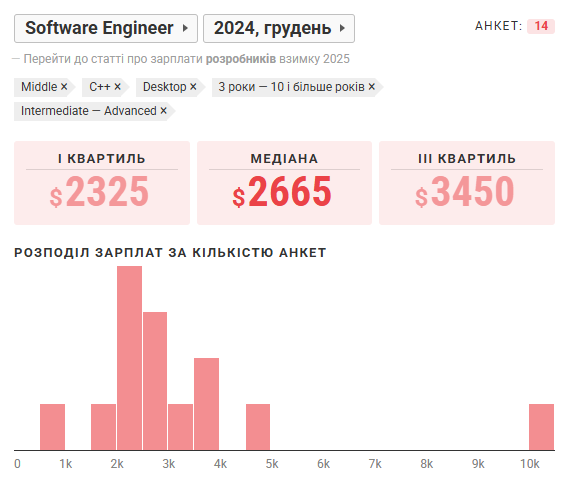 Software Engineer 2024, грудень АНКЕТ: 14
— Перейти до статті про зарплати розробників взимку 2025
Middle × C++ × Desktop × 3 роки — 10 і більше років ×
Intermediate — Advanced ×
I КВАРТИЛЬ МЕДІАНА III КВАРТИЛЬ
$2325 $2665 $3450
РОЗПОДІЛ ЗАРПЛАТ ЗА КІЛЬКІСТЮ АНКЕТ
0 1k 2k 3k 4k 5k 6k 7k 8k 9k 10k